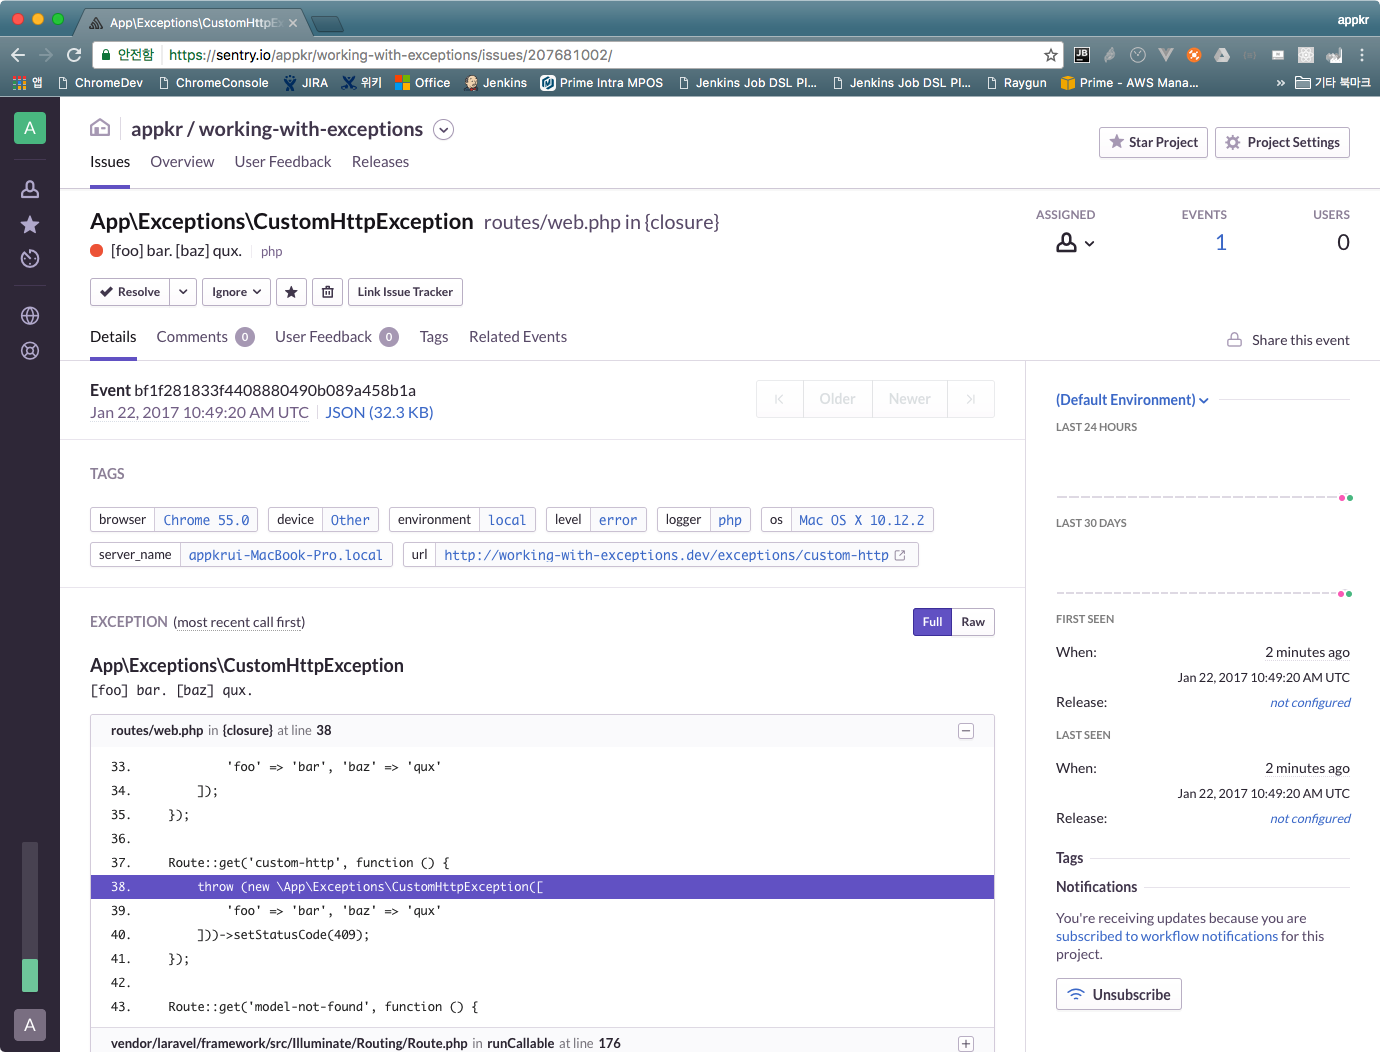 App\Exceptions\CustomHttpE
appkr
안전함 https://sentry.io/appkr/working-with-exceptions/issues/207681002/
앱 ChromeDev ChromeConsole JIRA 위키 Office Jenkins Prime Intra MPOS Jenkins Job DSL Pl... Jenkins Job DSL Pl... Raygun Prime - AWS Mana... » 기타 북마크
A
appkr / working-with-exceptions
Star Project Project Settings
Issues Overview User Feedback Releases
App\Exceptions\CustomHttpException routes/web.php in {closure}
ASSIGNED EVENTS USERS
1 0
[foo] bar. [baz] qux. php
Resolve Ignore Link Issue Tracker
Details Comments 0 User Feedback 0 Tags Related Events
Share this event
Event bf1f281833f4408880490b089a458b1a
Jan 22, 2017 10:49:20 AM UTC JSON (32.3 KB)
Older Newer
TAGS
browser Chrome 55.0 device Other environment local level error logger php os Mac OS X 10.12.2
server_name appkrui-MacBook-Pro.local url http://working-with-exceptions.dev/exceptions/custom-http
EXCEPTION (most recent call first)
Full Raw
App\Exceptions\CustomHttpException
[foo] bar. [baz] qux.
routes/web.php in {closure} at line 38
33. 'foo' => 'bar', 'baz' => 'qux'
34. ]);
35. });
36.
37. Route::get('custom-http', function () {
38. throw (new \App\Exceptions\CustomHttpException([
39. 'foo' => 'bar', 'baz' => 'qux'
40. ]))->setStatusCode(409);
41. });
42.
43. Route::get('model-not-found', function () {
vendor/laravel/framework/src/Illuminate/Routing/Route.php in runCallable at line 176
(Default Environment)
LAST 24 HOURS
LAST 30 DAYS
FIRST SEEN
When: 2 minutes ago
Jan 22, 2017 10:49:20 AM UTC
Release: not configured
LAST SEEN
When: 2 minutes ago
Jan 22, 2017 10:49:20 AM UTC
Release: not configured
Tags
Notifications
You're receiving updates because you are
subscribed to workflow notifications for this
project.
Unsubscribe
A